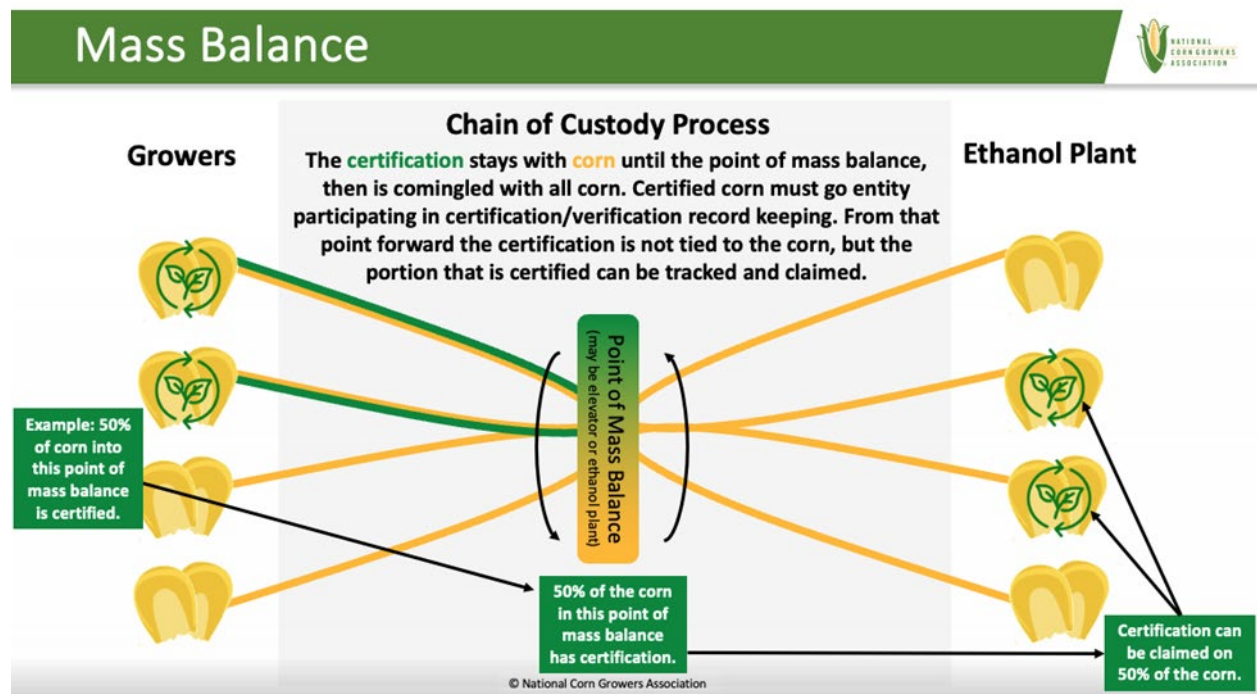 Mass Balance
NATIONAL
CORN GROWERS
ASSOCIATION
Chain of Custody Process
Growers
Ethanol Plant
The certification stays with corn until the point of mass balance,
then is comingled with all corn. Certified corn must go entity
participating in certification/verification record keeping. From that
point forward the certification is not tied to the corn, but the
portion that is certified can be tracked and claimed.
Point of Mass Balance
(may be elevator or ethanol plant)
Example: 50%
of corn into
this point of
mass balance
is certified.
50% of the corn
in this point of
mass balance
has certification.
Certification can
be claimed on
50% of the corn.
© National Corn Growers Association